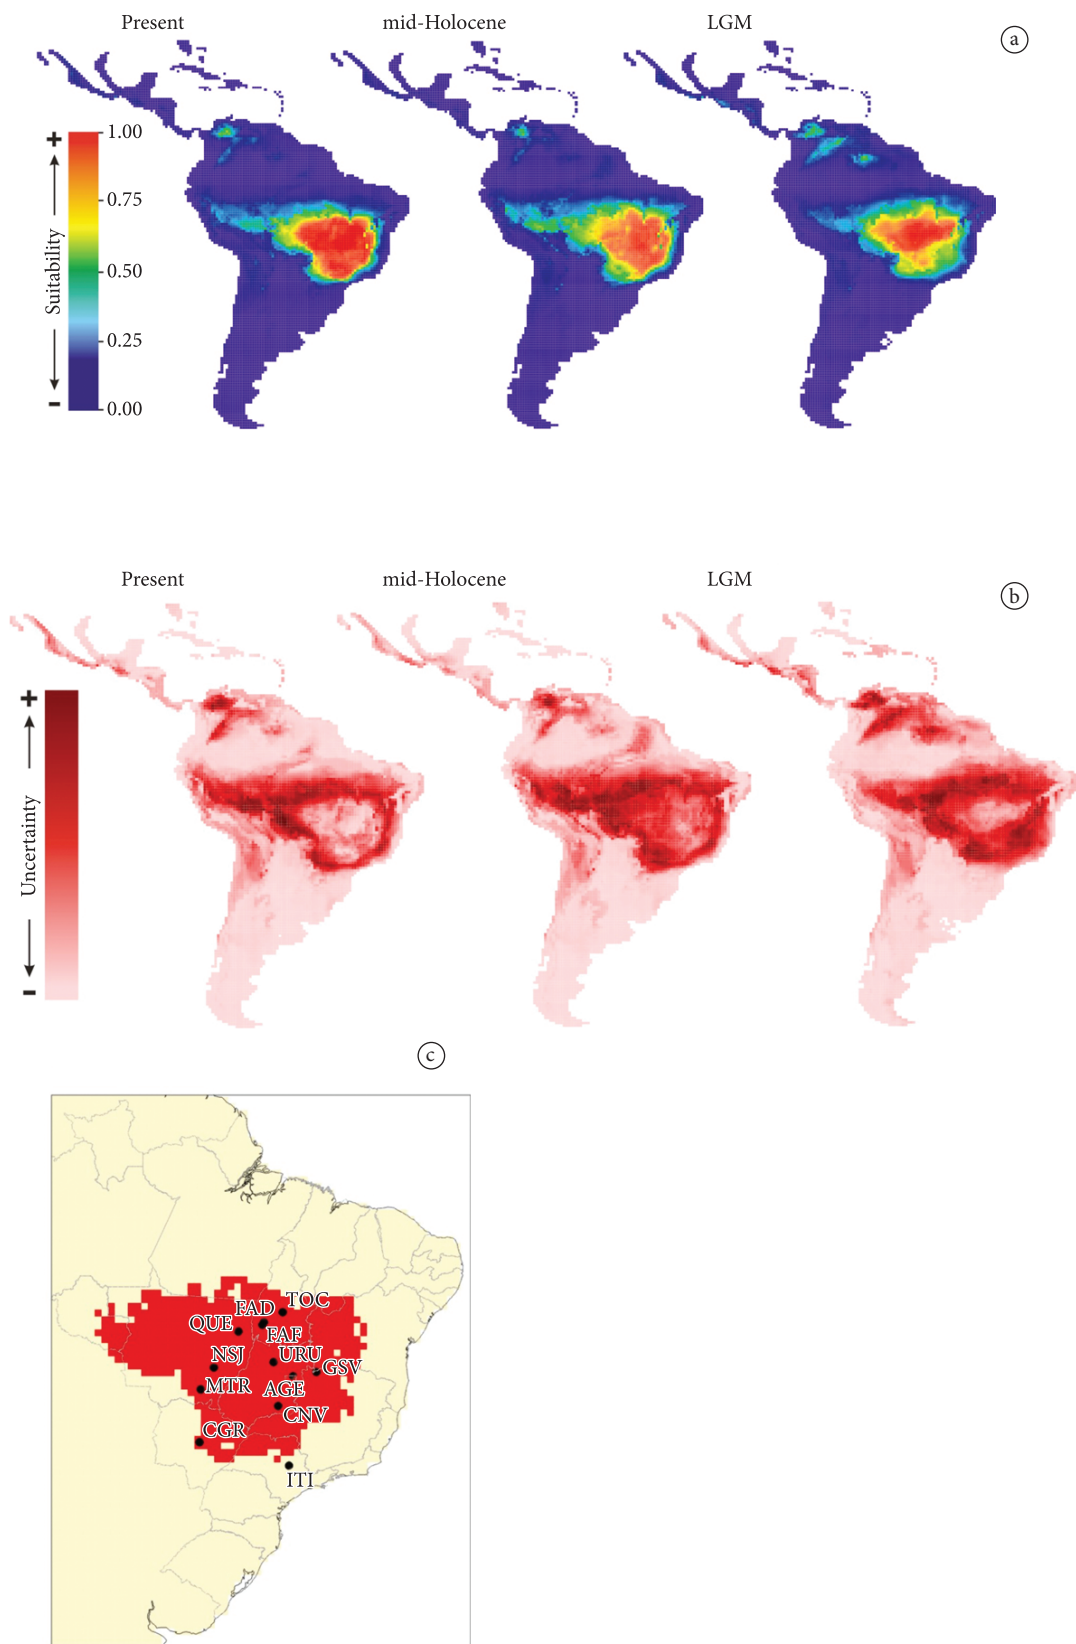 Present mid-Holocene LGM
a
+
1.00
0.75
0.50
0.25
0.00
Suitability
-
Present mid-Holocene LGM
b
+
Uncertainty
-
c
TOC
FAD
QUE
FAF
NSJ
URU
GSV
MTR
AGE
CNV
CGR
ITI